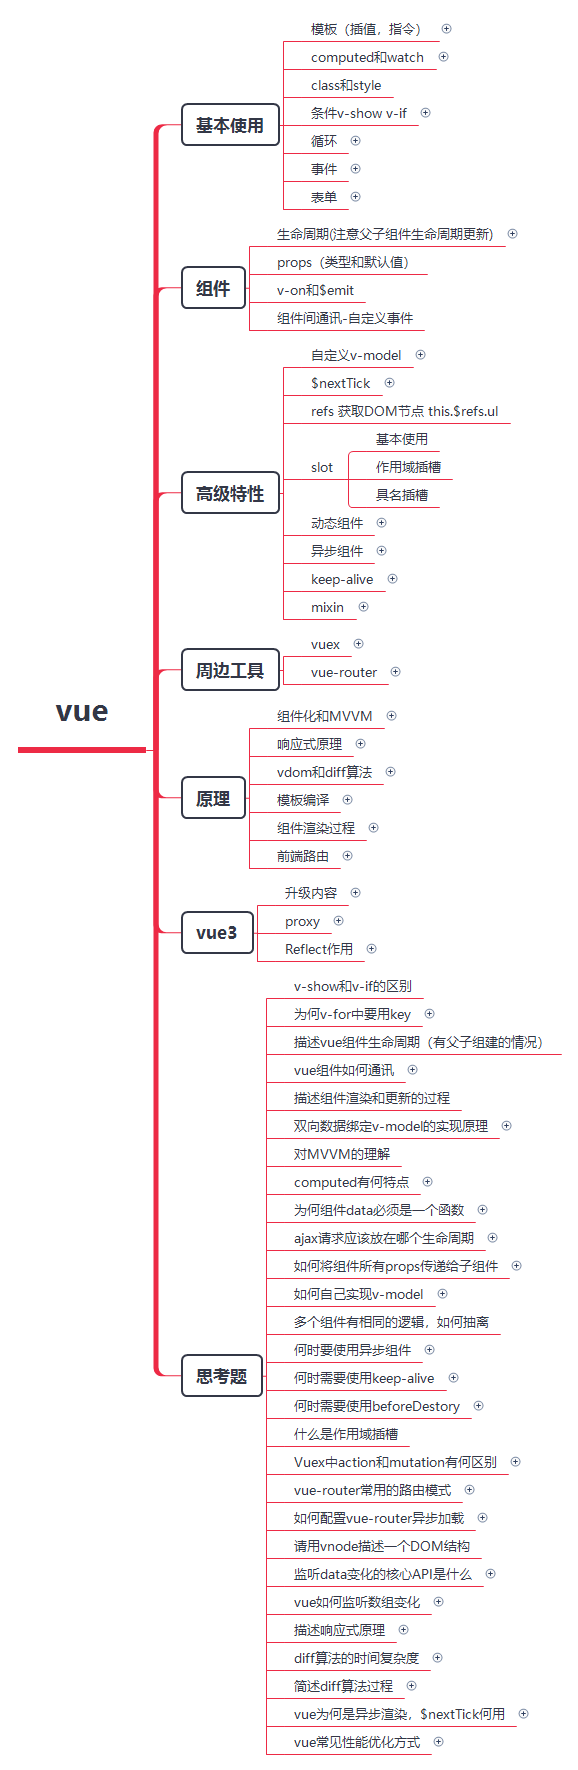 vue
基本使用
模板（插值，指令）
computed和watch
class和style
条件v-show v-if
循环
事件
表单
组件
生命周期(注意父子组件生命周期更新)
props（类型和默认值）
v-on和$emit
组件间通讯-自定义事件
高级特性
自定义v-model
$nextTick
refs 获取DOM节点 this.$refs.ul
slot
基本使用
作用域插槽
具名插槽
动态组件
异步组件
keep-alive
mixin
周边工具
vuex
vue-router
原理
组件化和MVVM
响应式原理
vdom和diff算法
模板编译
组件渲染过程
前端路由
vue3
升级内容
proxy
Reflect作用
思考题
v-show和v-if的区别
为何v-for中要用key
描述vue组件生命周期（有父子组建的情况）
vue组件如何通讯
描述组件渲染和更新的过程
双向数据绑定v-model的实现原理
对MVVM的理解
computed有何特点
为何组件data必须是一个函数
ajax请求应该放在哪个生命周期
如何将组件所有props传递给子组件
如何自己实现v-model
多个组件有相同的逻辑，如何抽离
何时要使用异步组件
何时需要使用keep-alive
何时需要使用beforeDestory
什么是作用域插槽
Vuex中action和mutation有何区别
vue-router常用的路由模式
如何配置vue-router异步加载
请用vnode描述一个DOM结构
监听data变化的核心API是什么
vue如何监听数组变化
描述响应式原理
diff算法的时间复杂度
简述diff算法过程
vue为何是异步渲染，$nextTick何用
vue常见性能优化方式